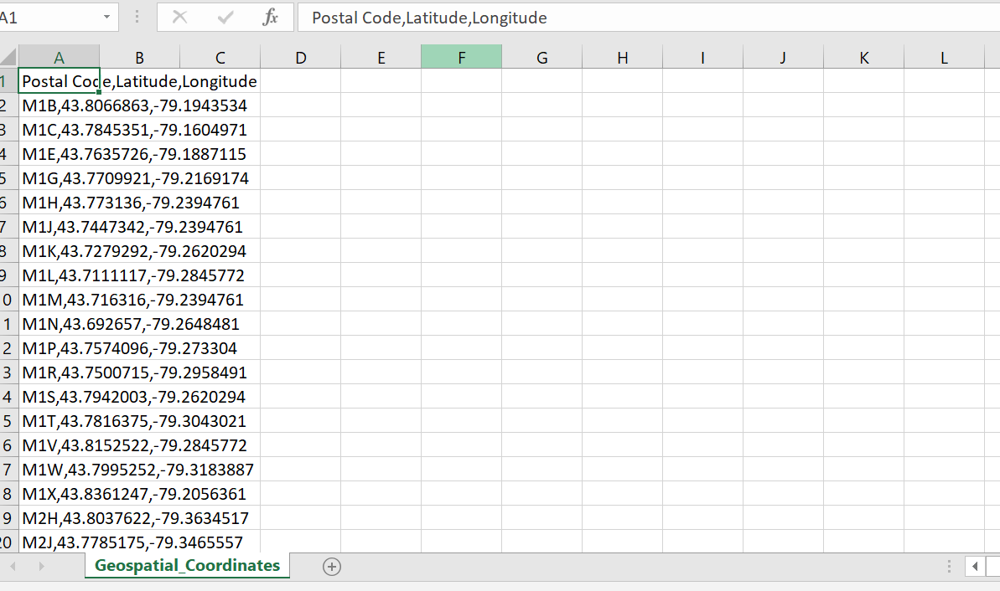 A1 fx Postal Code,Latitude,Longitude
A B C D E F G H I J K L
1 Postal Code,Latitude,Longitude
2 M1B,43.8066863,-79.1943534
3 M1C,43.7845351,-79.1604971
4 M1E,43.7635726,-79.1887115
5 M1G,43.7709921,-79.2169174
6 M1H,43.773136,-79.2394761
7 M1J,43.7447342,-79.2394761
8 M1K,43.7279292,-79.2620294
9 M1L,43.7111117,-79.2845772
0 M1M,43.716316,-79.2394761
1 M1N,43.692657,-79.2648481
2 M1P,43.7574096,-79.273304
3 M1R,43.7500715,-79.2958491
4 M1S,43.7942003,-79.2620294
5 M1T,43.7816375,-79.3043021
6 M1V,43.8152522,-79.2845772
7 M1W,43.7995252,-79.3183887
8 M1X,43.8361247,-79.2056361
9 M2H,43.8037622,-79.3634517
20 M2J,43.7785175,-79.3465557
Geospatial_Coordinates